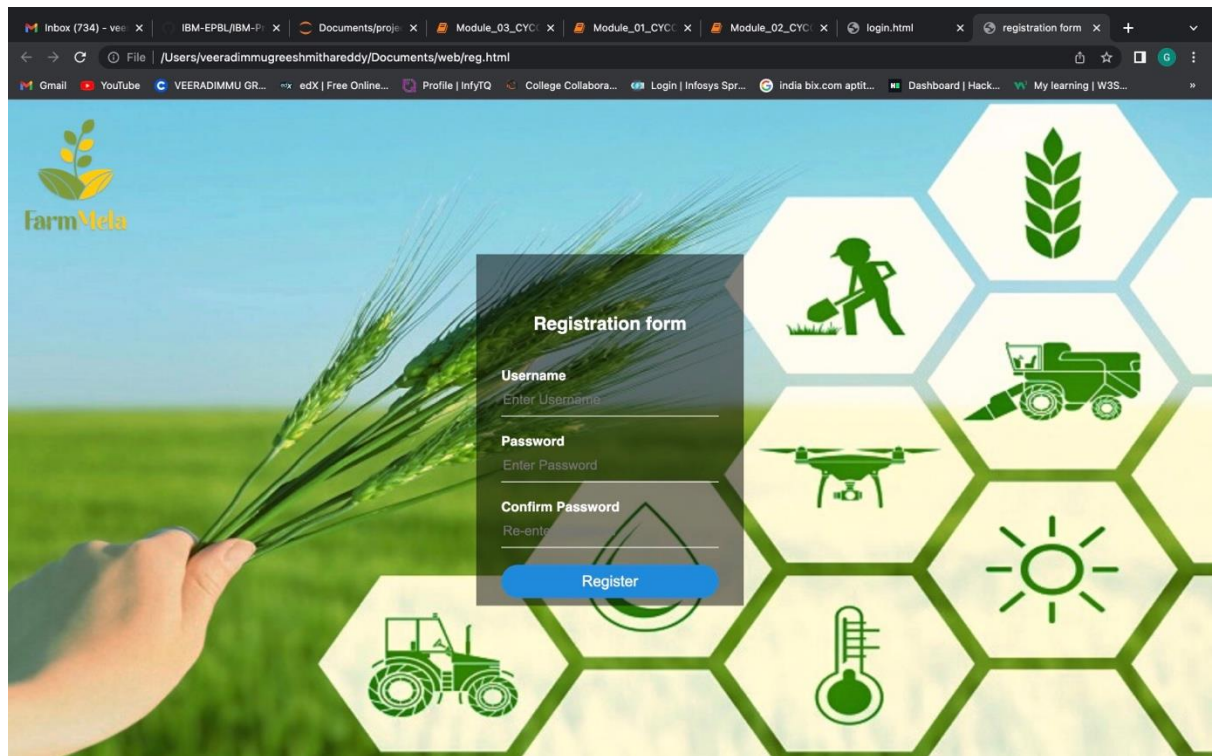 Inbox (734) – vee
IBM-EPBL/IBM-Pr
Documents/proje
Module_03_CYC
Module_01_CYC
Module_02_CYC
login.html
registration form
File
/Users/veeradimmugreeshmithareddy/Documents/web/reg.html
G
Gmail
YouTube
VEERADIMMU GR...
edX | Free Online...
Profile | InfyTQ
College Collabora...
Login | Infosys Spr...
india bix.com aptit...
Dashboard | Hack...
My learning | W3S...
»
FarmMela
Registration form
Username
Enter Username
Password
Enter Password
Confirm Password
Re-ente
Register